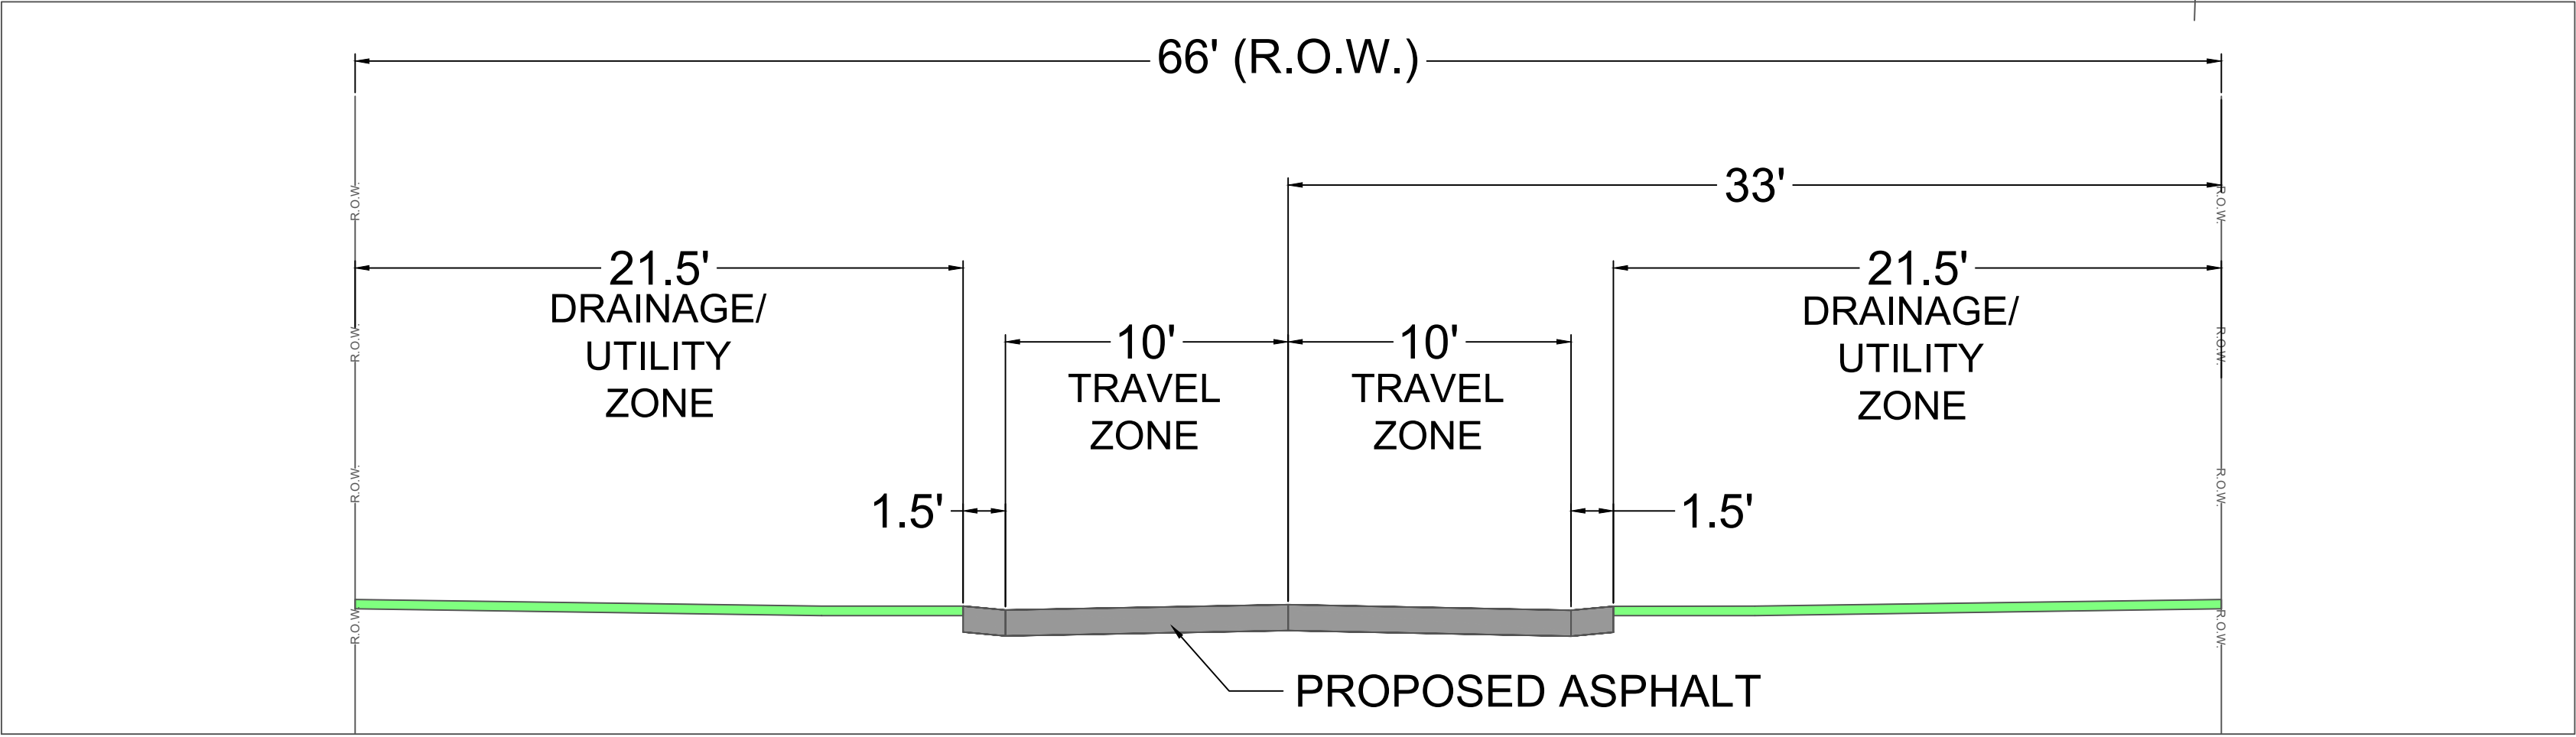 66' (R.O.W.)
33'
21.5'
DRAINAGE/
UTILITY
ZONE
10'
TRAVEL
ZONE
10'
TRAVEL
ZONE
21.5'
DRAINAGE/
UTILITY
ZONE
1.5'
1.5'
PROPOSED ASPHALT
R.O.W.
R.O.W.
R.O.W.
R.O.W.
R.O.W.
R.O.W.
R.O.W.
R.O.W.